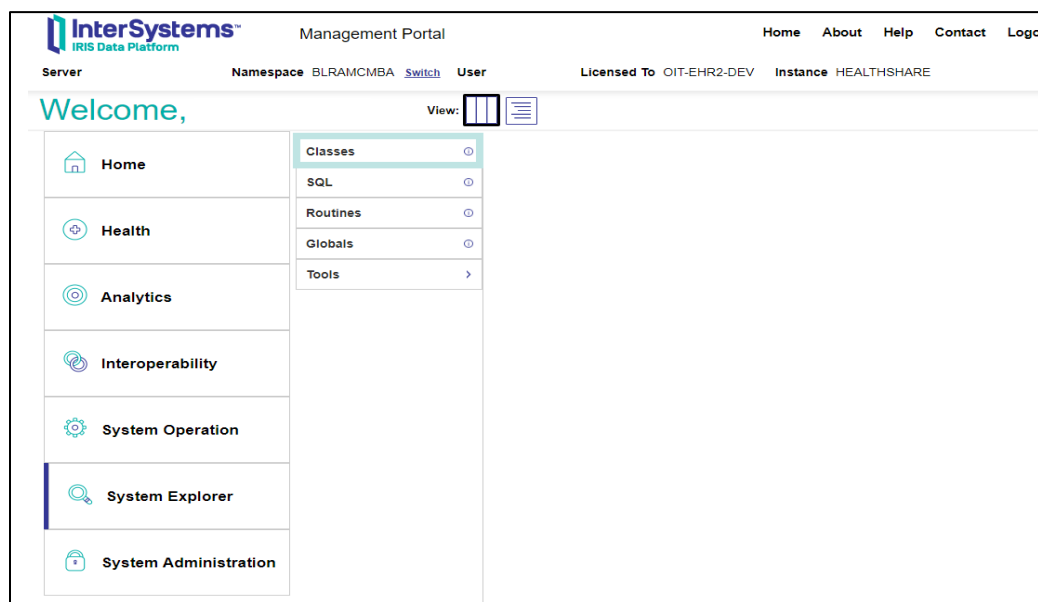 InterSystems™ Management Portal Home About Help Contact Logo
IRIS Data Platform
Server Namespace BLRAMCMBA Switch User Licensed To OIT-EHR2-DEV Instance HEALTHSHARE
Welcome, View:
Home
Health
Analytics
Interoperability
System Operation
System Explorer
System Administration
Classes
SQL
Routines
Globals
Tools